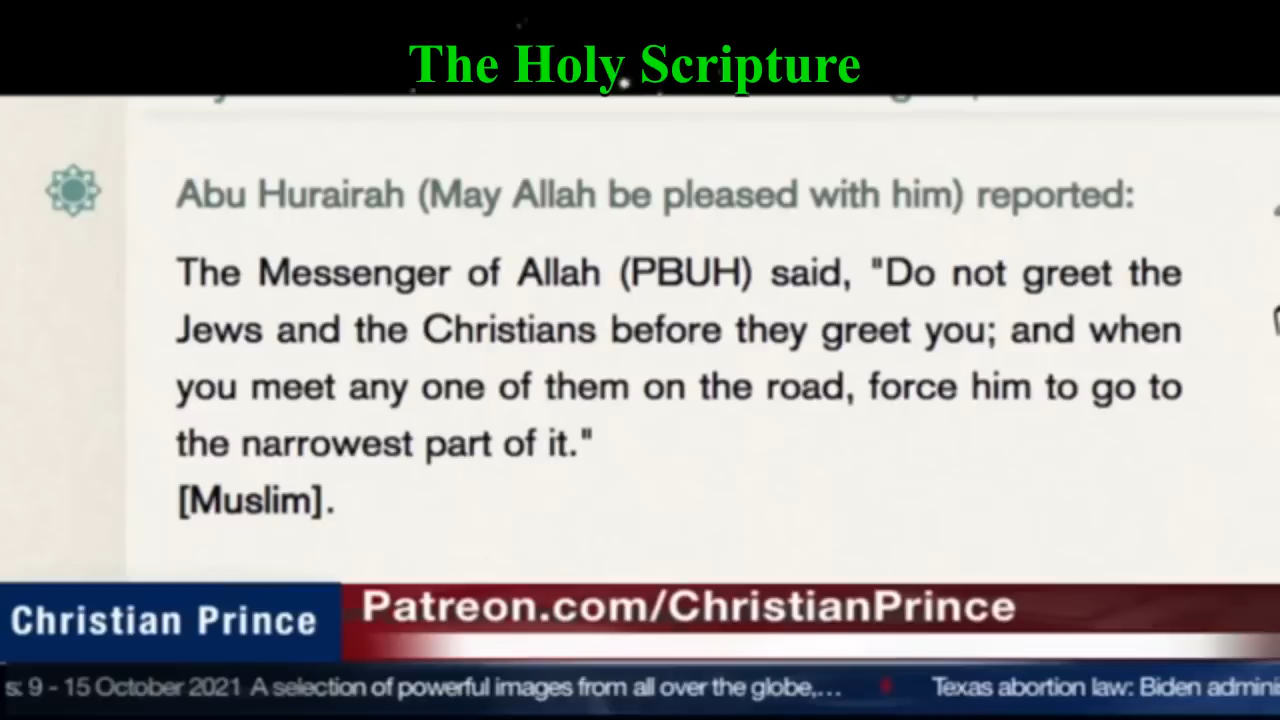 The Holy Scripture
Abu Hurairah (May Allah be pleased with him) reported:
The Messenger of Allah (PBUH) said, "Do not greet the
Jews and the Christians before they greet you; and when
you meet any one of them on the road, force him to go to
the narrowest part of it."
[Muslim].
Christian Prince
Patreon.com/ChristianPrince
9 - 15 October 2021 A selection of powerful images from all over the globe,... Texas abortion law: Biden